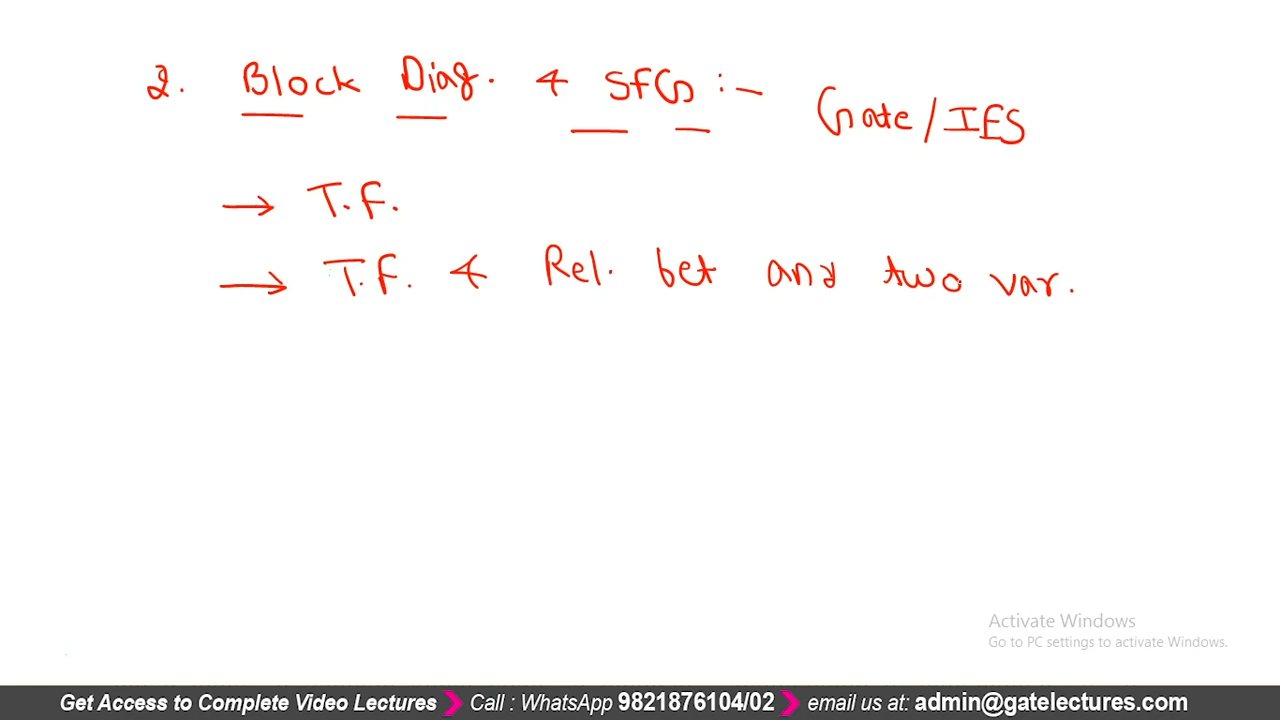 2. Block Diag. & SFG :- Gate/IES
→ T.F.
→ T.F. & Rel. bet and two var.
Activate Windows
Go to PC settings to activate Windows.
Get Access to Complete Video Lectures Call : WhatsApp 9821876104/02 email us at: admin@gatelectures.com